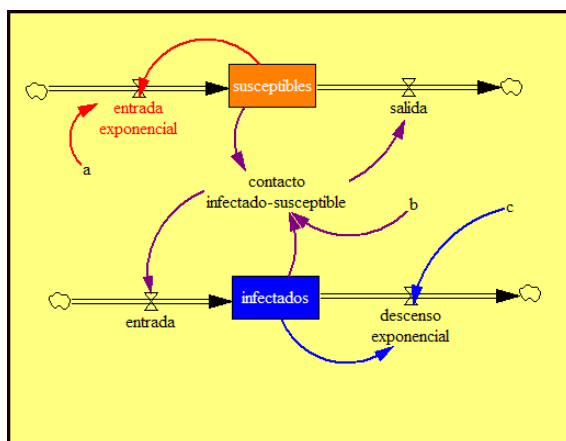 susceptibles
entrada
exponencial
salida
a
contacto
infectado-susceptible
b
c
infectados
entrada
descenso
exponencial